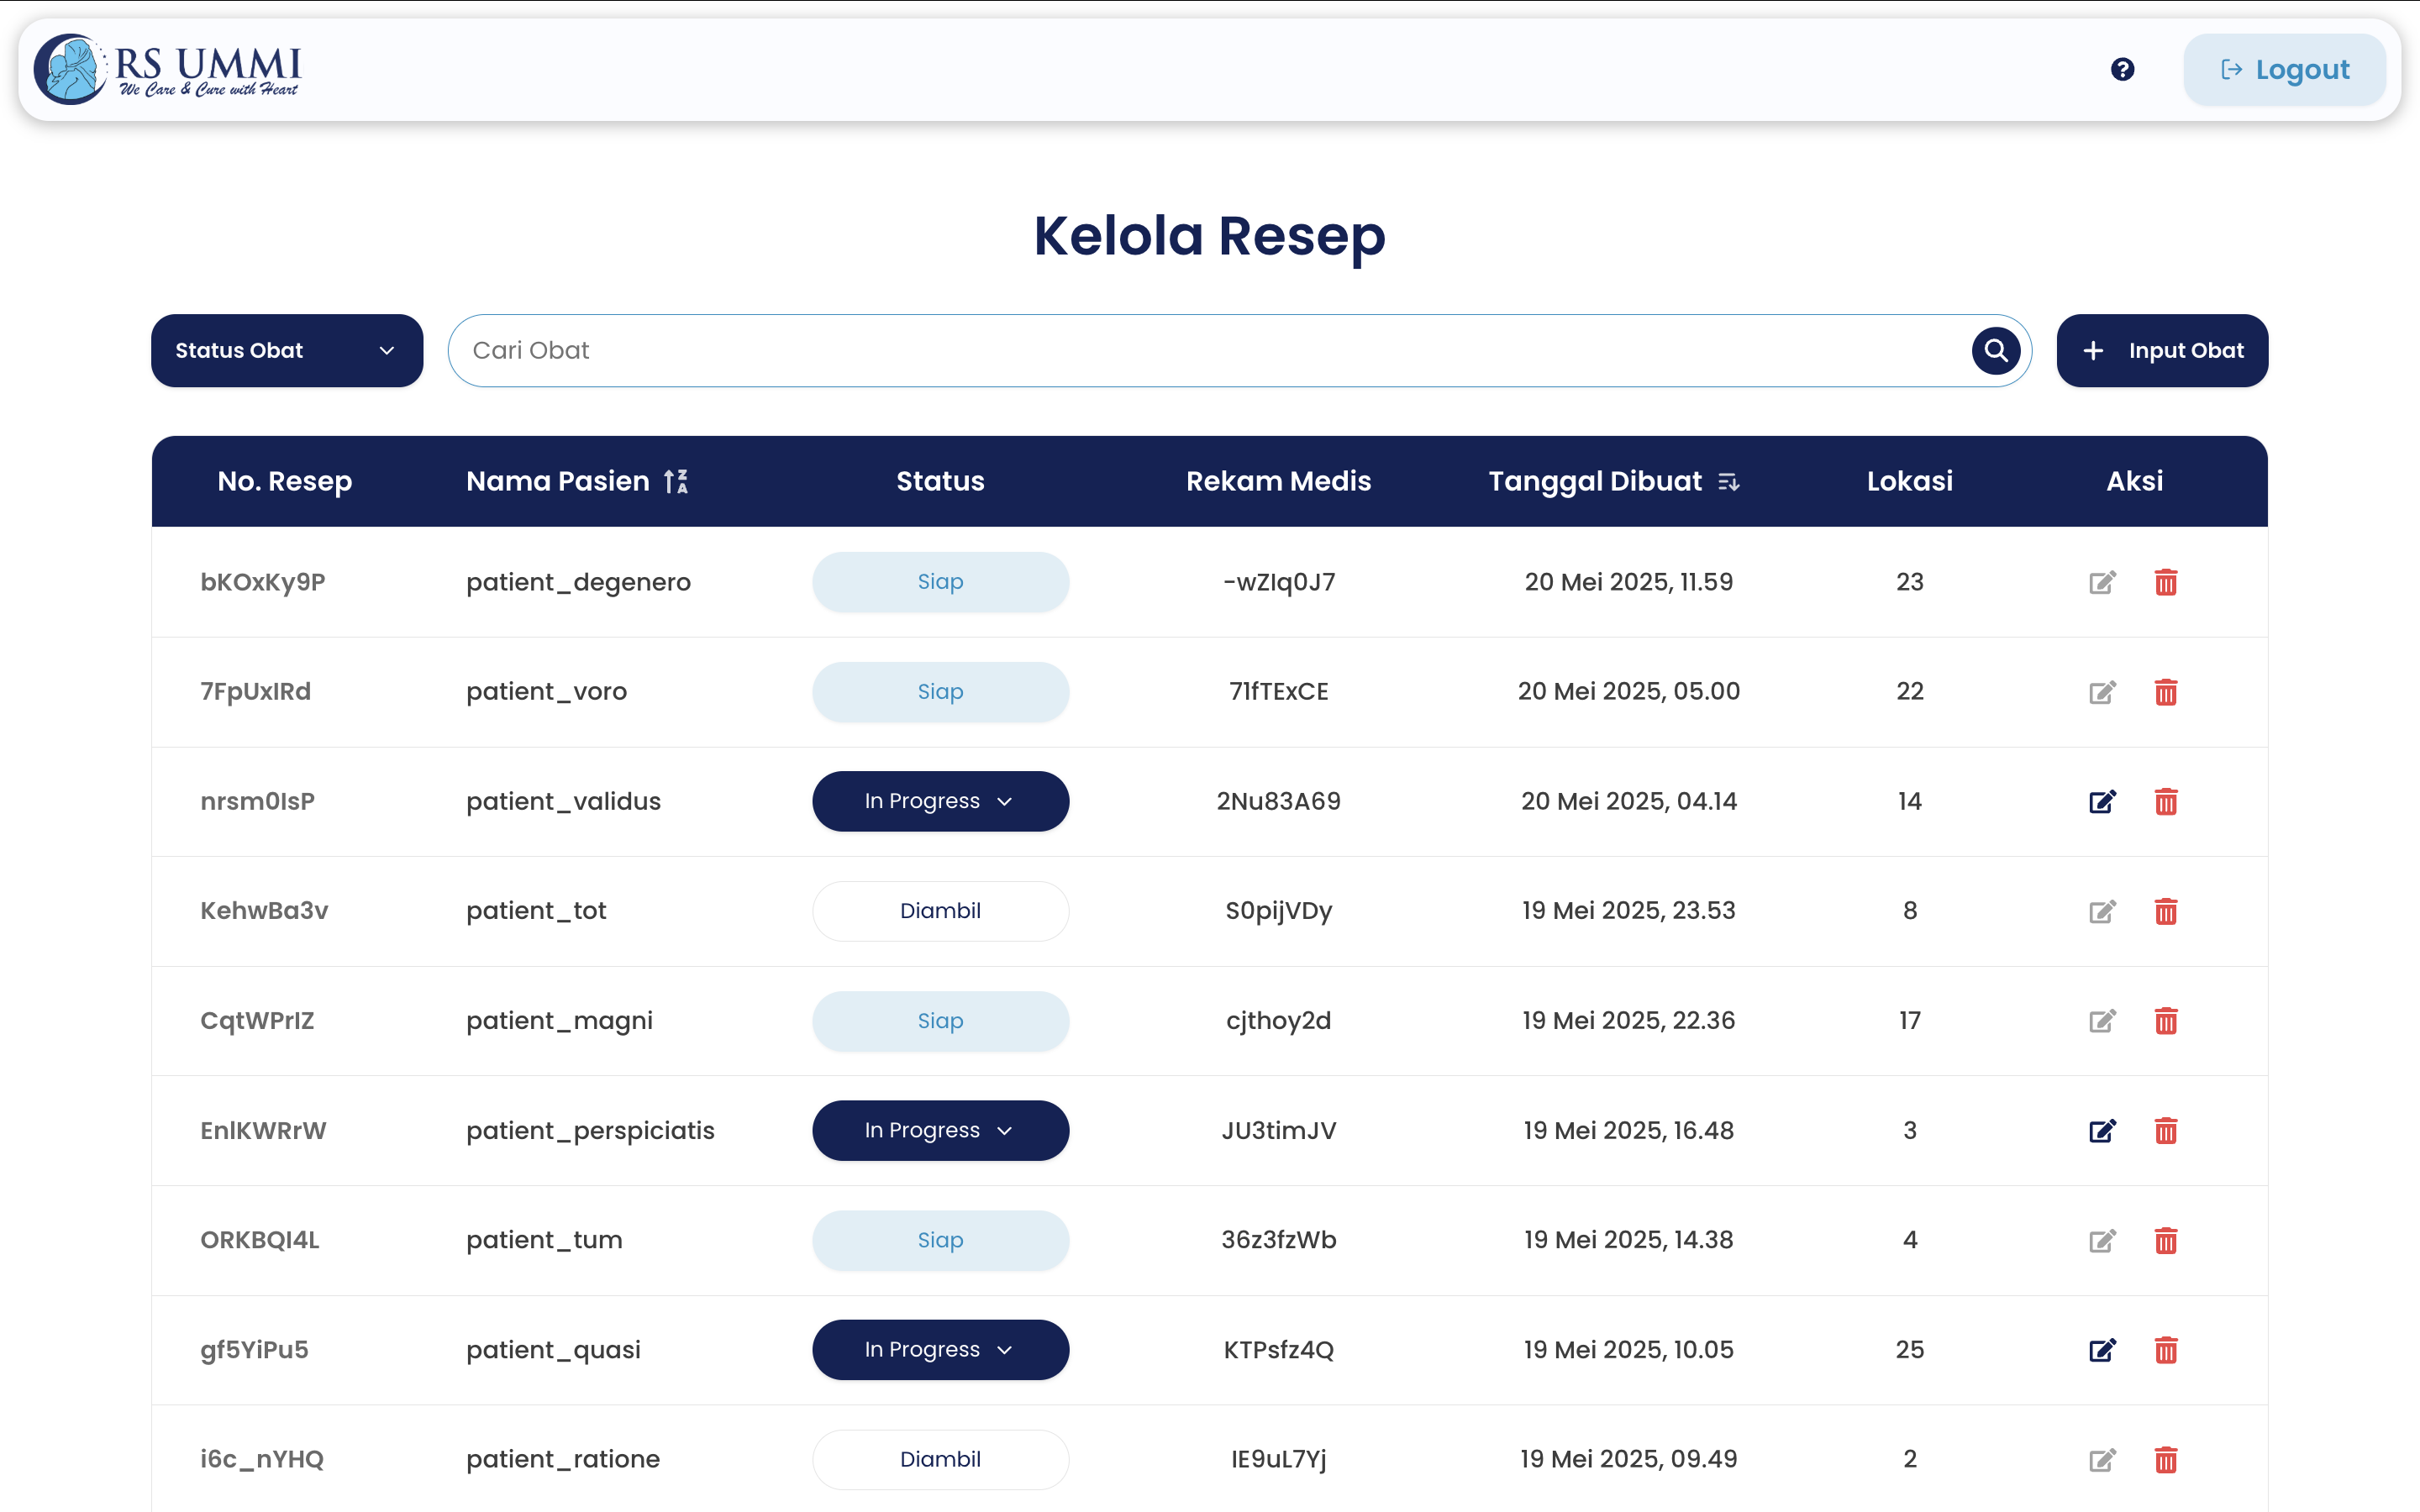 RS UMMI
We Care & Cure with Heart
Logout
Kelola Resep
Status Obat
Cari Obat
Input Obat
No. Resep Nama Pasien Status Rekam Medis Tanggal Dibuat Lokasi Aksi
bKOxKy9P patient_degenero Siap -wZIq0J7 20 Mei 2025, 11.59 23
7FpUxIRd patient_voro Siap 71fTExCE 20 Mei 2025, 05.00 22
nrsm0IsP patient_validus In Progress 2Nu83A69 20 Mei 2025, 04.14 14
KehwBa3v patient_tot Diambil S0pijVDy 19 Mei 2025, 23.53 8
CqtWPrIZ patient_magni Siap cjthoy2d 19 Mei 2025, 22.36 17
EnlKWRrW patient_perspiciatis In Progress JU3timJV 19 Mei 2025, 16.48 3
ORKBQI4L patient_tum Siap 36z3fzWb 19 Mei 2025, 14.38 4
gf5YiPu5 patient_quasi In Progress KTPsfz4Q 19 Mei 2025, 10.05 25
i6c_nYHQ patient_ratione Diambil IE9uL7Yj 19 Mei 2025, 09.49 2